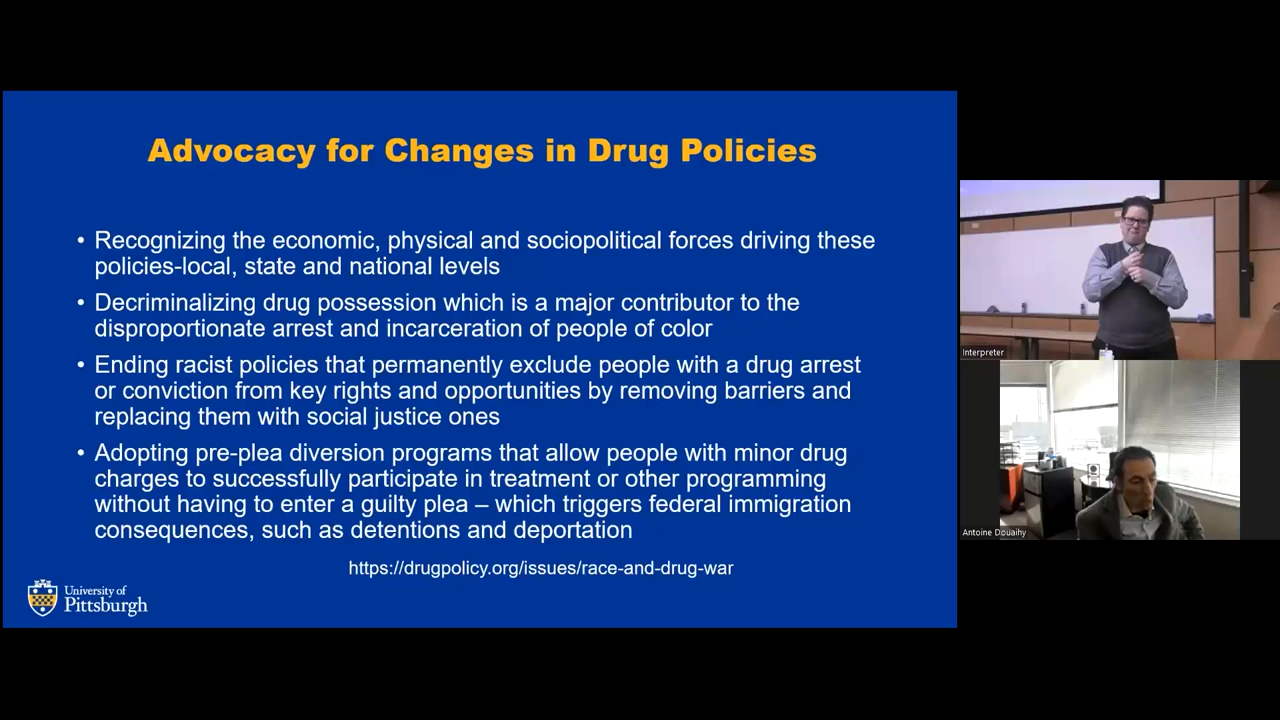 Advocacy for Changes in Drug Policies
• Recognizing the economic, physical and sociopolitical forces driving these
policies-local, state and national levels
• Decriminalizing drug possession which is a major contributor to the
disproportionate arrest and incarceration of people of color
• Ending racist policies that permanently exclude people with a drug arrest
or conviction from key rights and opportunities by removing barriers and
replacing them with social justice ones
• Adopting pre-plea diversion programs that allow people with minor drug
charges to successfully participate in treatment or other programming
without having to enter a guilty plea – which triggers federal immigration
consequences, such as detentions and deportation
https://drugpolicy.org/issues/race-and-drug-war
University of
Pittsburgh
Interpreter
Antoine Douaihy